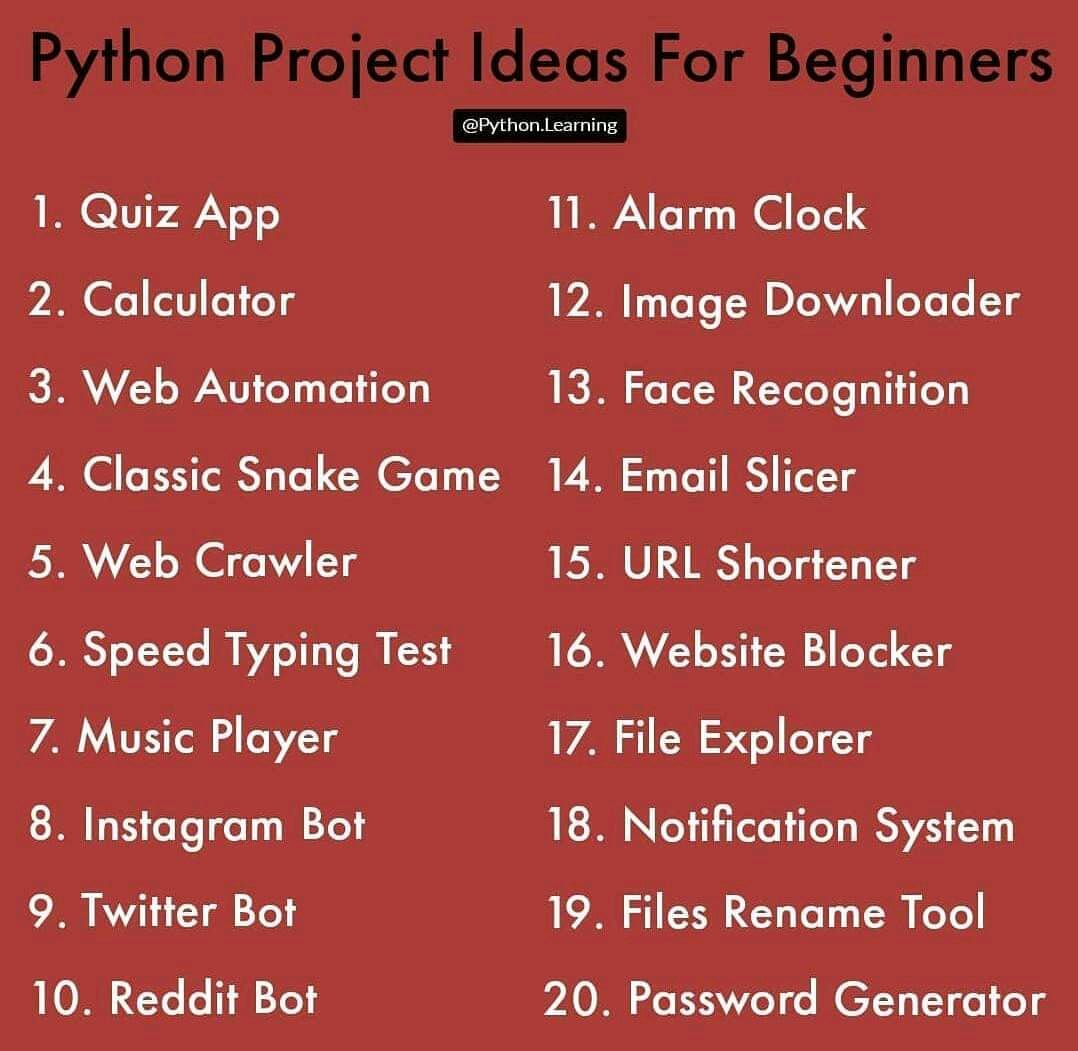 Python Project Ideas For Beginners
@Python.Learning
1. Quiz App
2. Calculator
3. Web Automation
4. Classic Snake Game
5. Web Crawler
6. Speed Typing Test
7. Music Player
8. Instagram Bot
9. Twitter Bot
10. Reddit Bot
11. Alarm Clock
12. Image Downloader
13. Face Recognition
14. Email Slicer
15. URL Shortener
16. Website Blocker
17. File Explorer
18. Notification System
19. Files Rename Tool
20. Password Generator